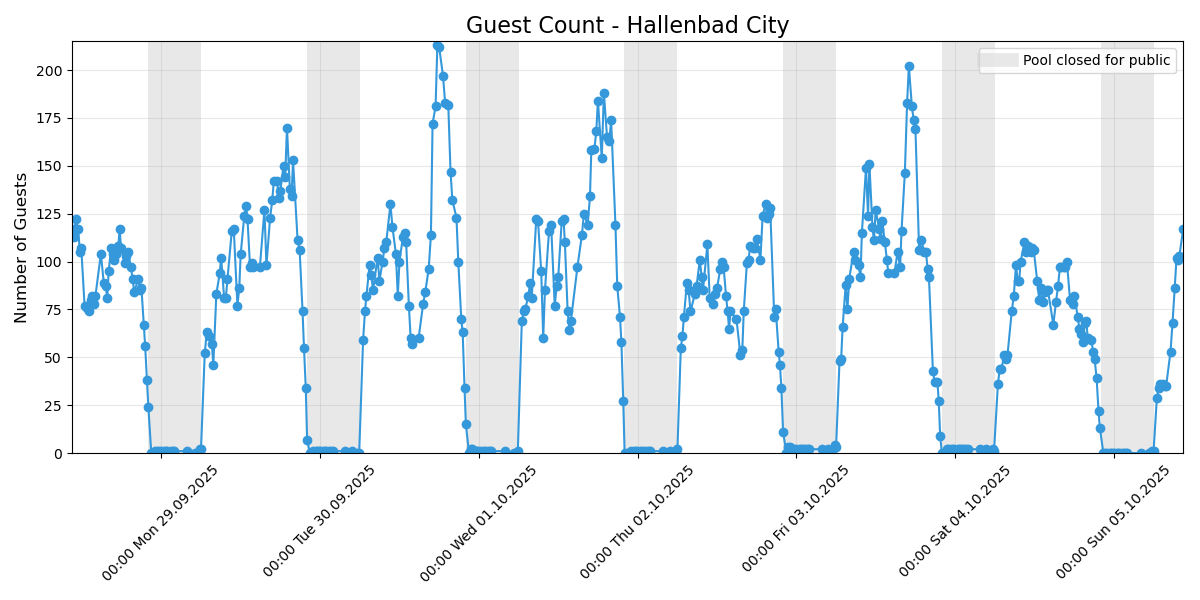 Guest Count - Hallenbad City
Pool closed for public
Number of Guests
200
175
150
125
100
75
50
25
0
00:00 Mon 29.09.2025
00:00 Tue 30.09.2025
00:00 Wed 01.10.2025
00:00 Thu 02.10.2025
00:00 Fri 03.10.2025
00:00 Sat 04.10.2025
00:00 Sun 05.10.2025